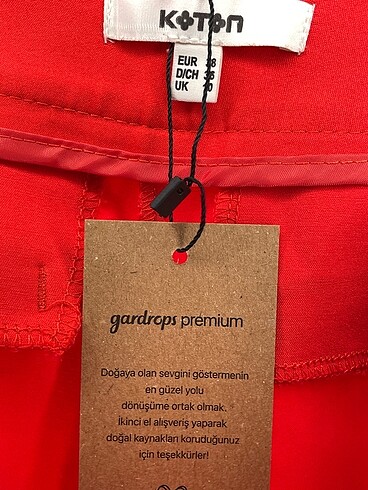 KOTON
EUR 38
D/CH 36
UK
gardrops premium
Doğaya olan sevgini göstermenin
en güzel yolu
dönüşüme ortak olmak.
İkinci el alışveriş yaparak
doğal kaynakları koruduğunuz
için teşekkürler!